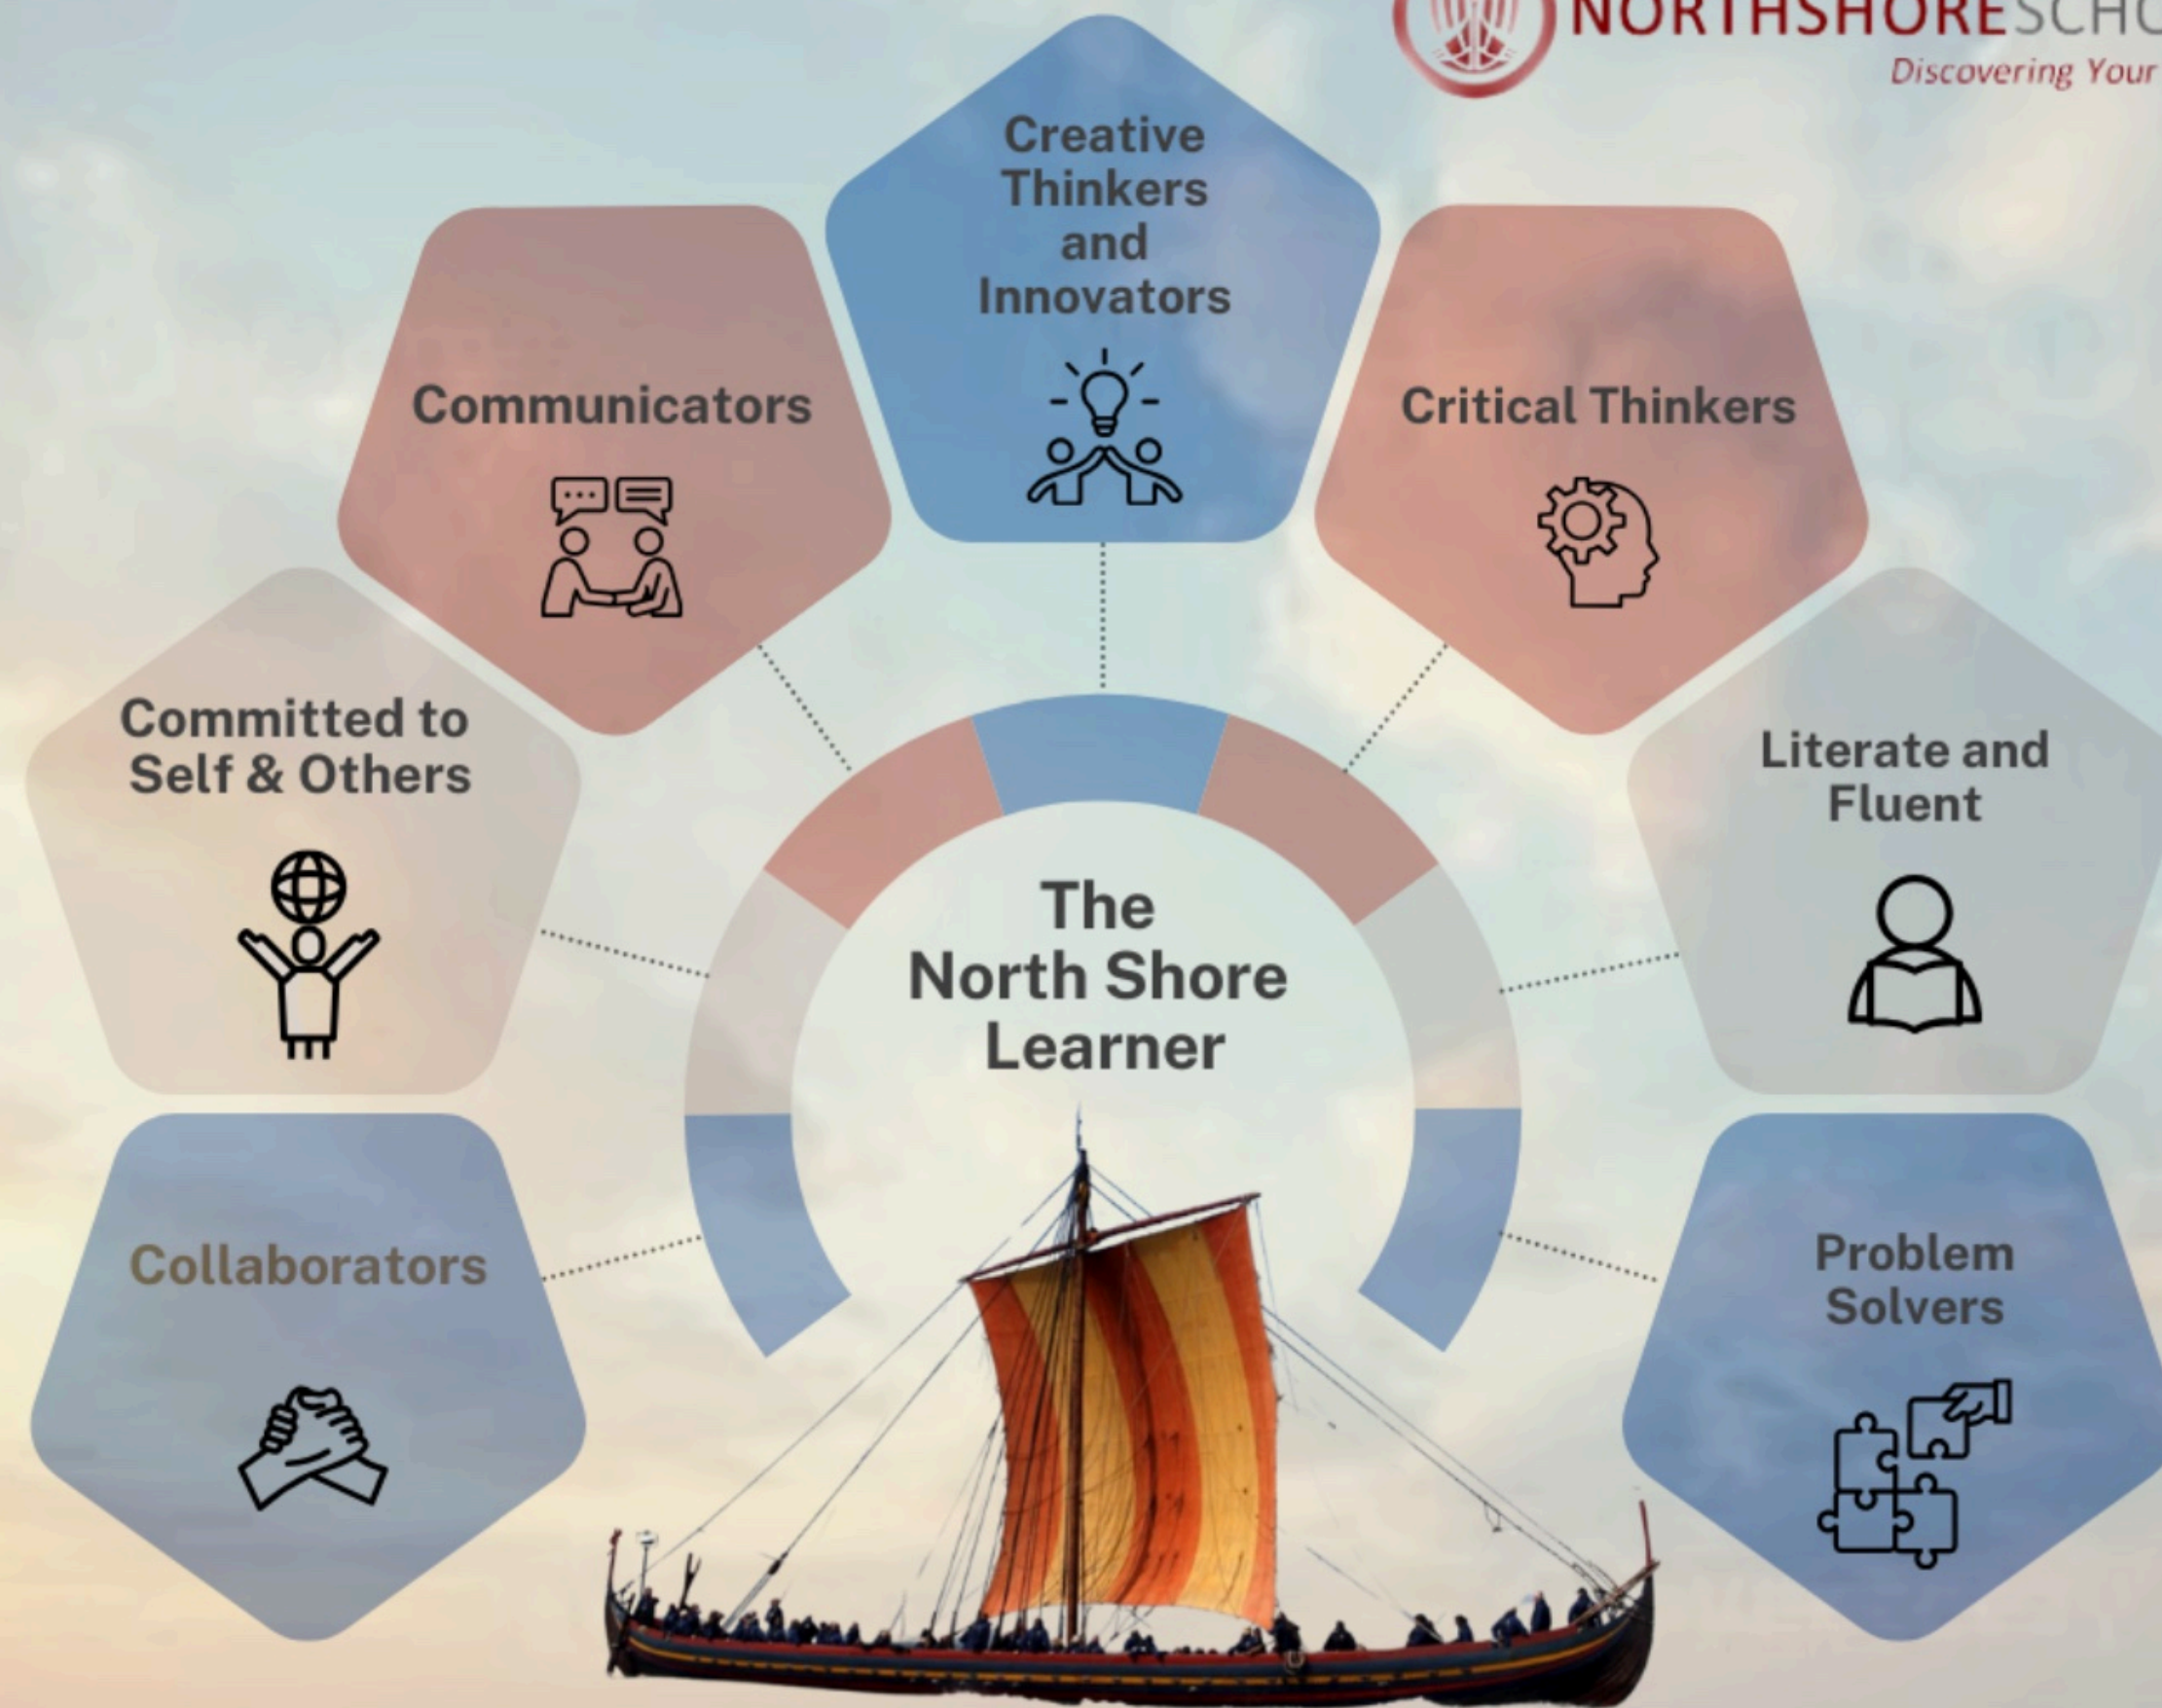 NORTHSHORE
Discovering Your
Creative
Thinkers
and
Innovators
Communicators
Critical Thinkers
Committed to
Self & Others
Literate and
Fluent
The
North Shore
Learner
Collaborators
Problem
Solvers